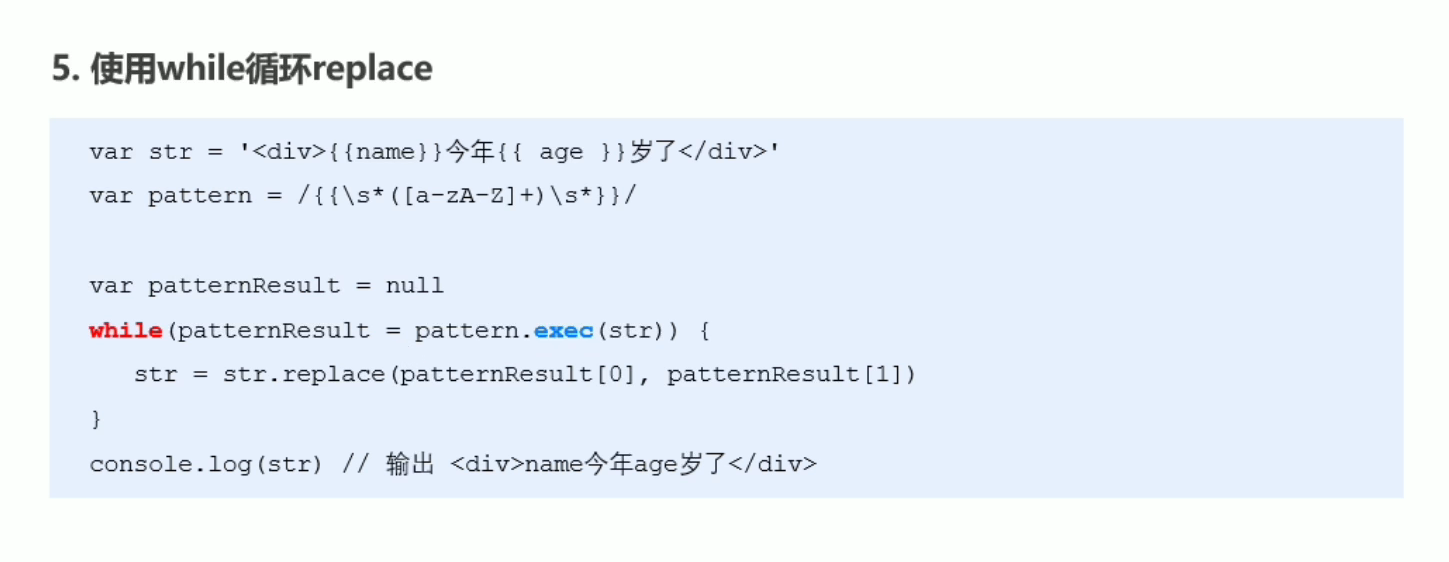 5. 使用while循环replace
var str = '<div>{{name}}今年{{ age }}岁了</div>'
var pattern = /{{\s*([a-zA-Z]+)\s*}}/
var patternResult = null
while(patternResult = pattern.exec(str)) {
   str = str.replace(patternResult[0], patternResult[1])
}
console.log(str) // 输出 <div>name今年age岁了</div>